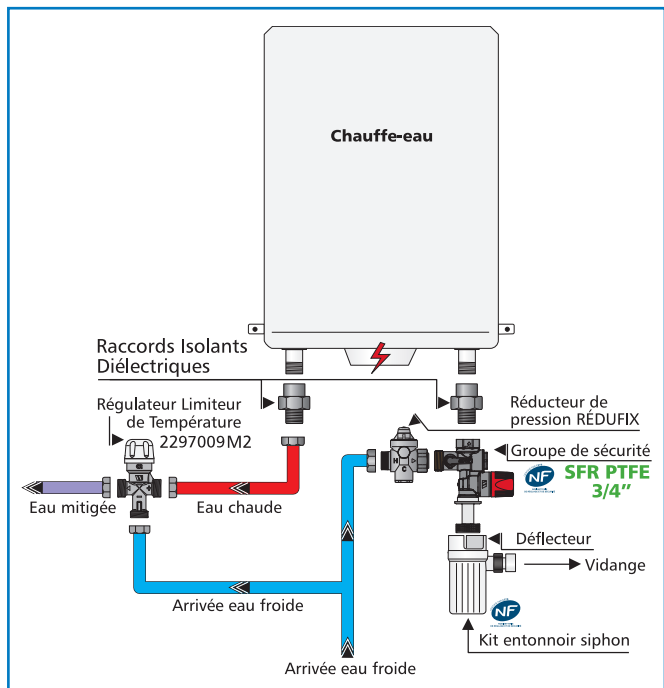 Chauffe-eau
Raccords Isolants
Diélectriques
Régulateur Limiteur
de Température
2297009M2
Réducteur de
pression RÉDUFIX
Groupe de sécurité
NF
SFR PTFE
3/4”
Eau mitigée
Eau chaude
Déflecteur
Vidange
Arrivée eau froide
NF
Kit entonnoir siphon
Arrivée eau froide